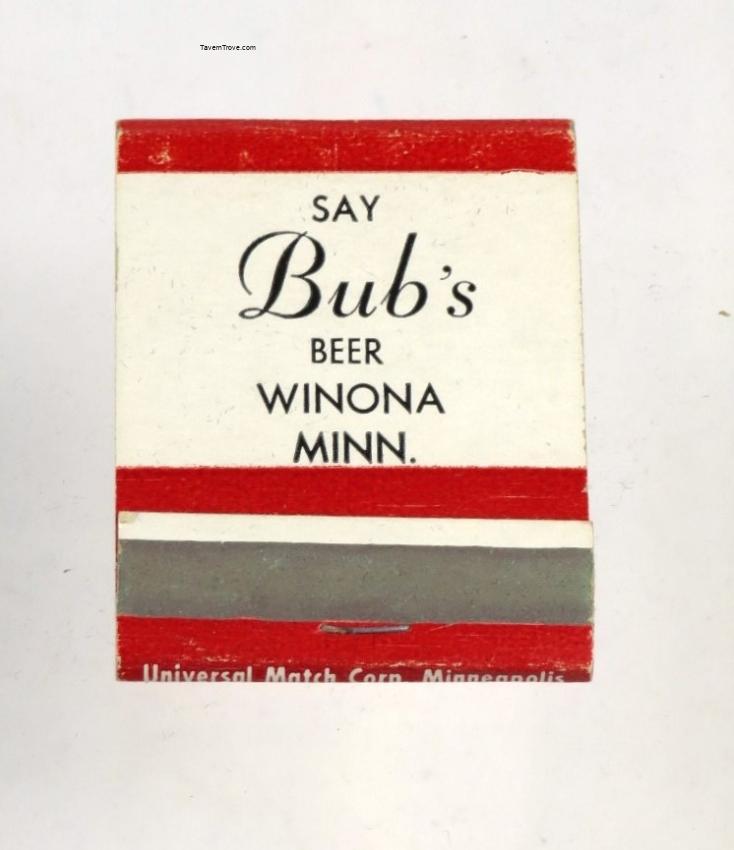 TavernTrove.com
SAY
Bub's
BEER
WINONA
MINN.
Universal Match Corp. Minneapolis